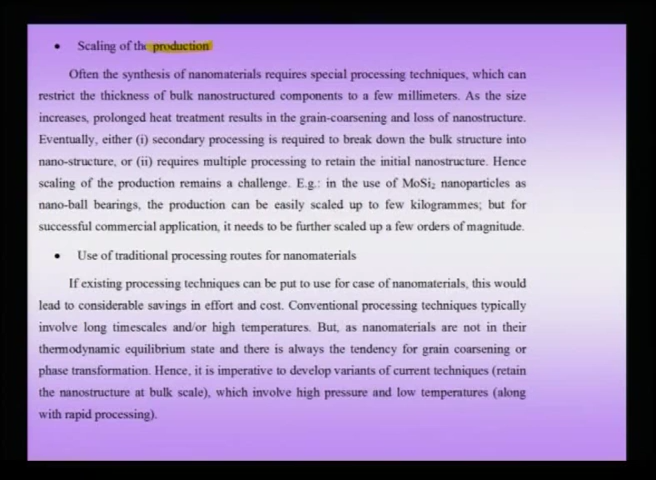 • Scaling of the production
Often the synthesis of nanomaterials requires special processing techniques, which can
restrict the thickness of bulk nanostructured components to a few millimeters. As the size
increases, prolonged heat treatment results in the grain-coarsening and loss of nanostructure.
Eventually, either (i) secondary processing is required to break down the bulk structure into
nano-structure, or (ii) requires multiple processing to retain the initial nanostructure. Hence
scaling of the production remains a challenge. E.g.: in the use of MoSi₂ nanoparticles as
nano-ball bearings, the production can be easily scaled up to few kilogrammes; but for
successful commercial application, it needs to be further scaled up a few orders of magnitude.
• Use of traditional processing routes for nanomaterials
If existing processing techniques can be put to use for case of nanomaterials, this would
lead to considerable savings in effort and cost. Conventional processing techniques typically
involve long timescales and/or high temperatures. But, as nanomaterials are not in their
thermodynamic equilibrium state and there is always the tendency for grain coarsening or
phase transformation. Hence, it is imperative to develop variants of current techniques (retain
the nanostructure at bulk scale), which involve high pressure and low temperatures (along
with rapid processing).